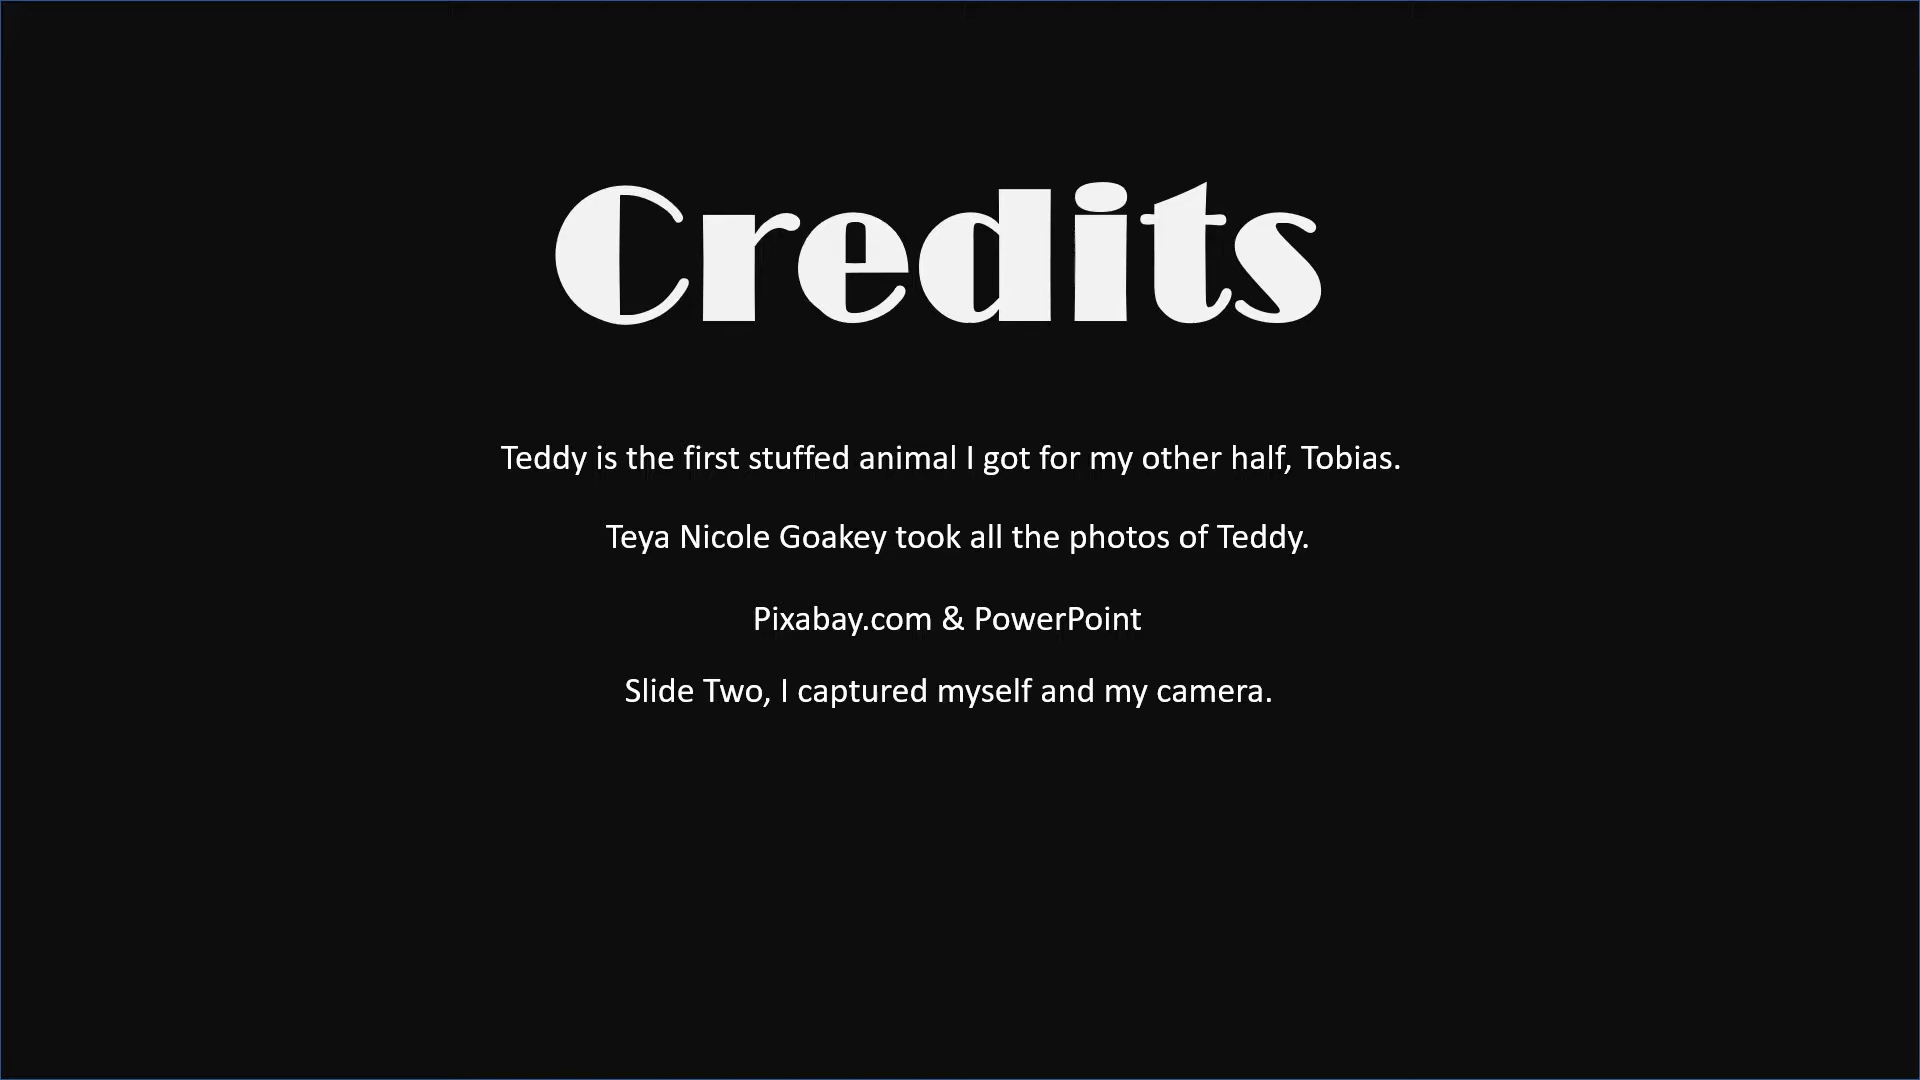 Credits
Teddy is the first stuffed animal I got for my other half, Tobias.
Teya Nicole Goakey took all the photos of Teddy.
Pixabay.com & PowerPoint
Slide Two, I captured myself and my camera.